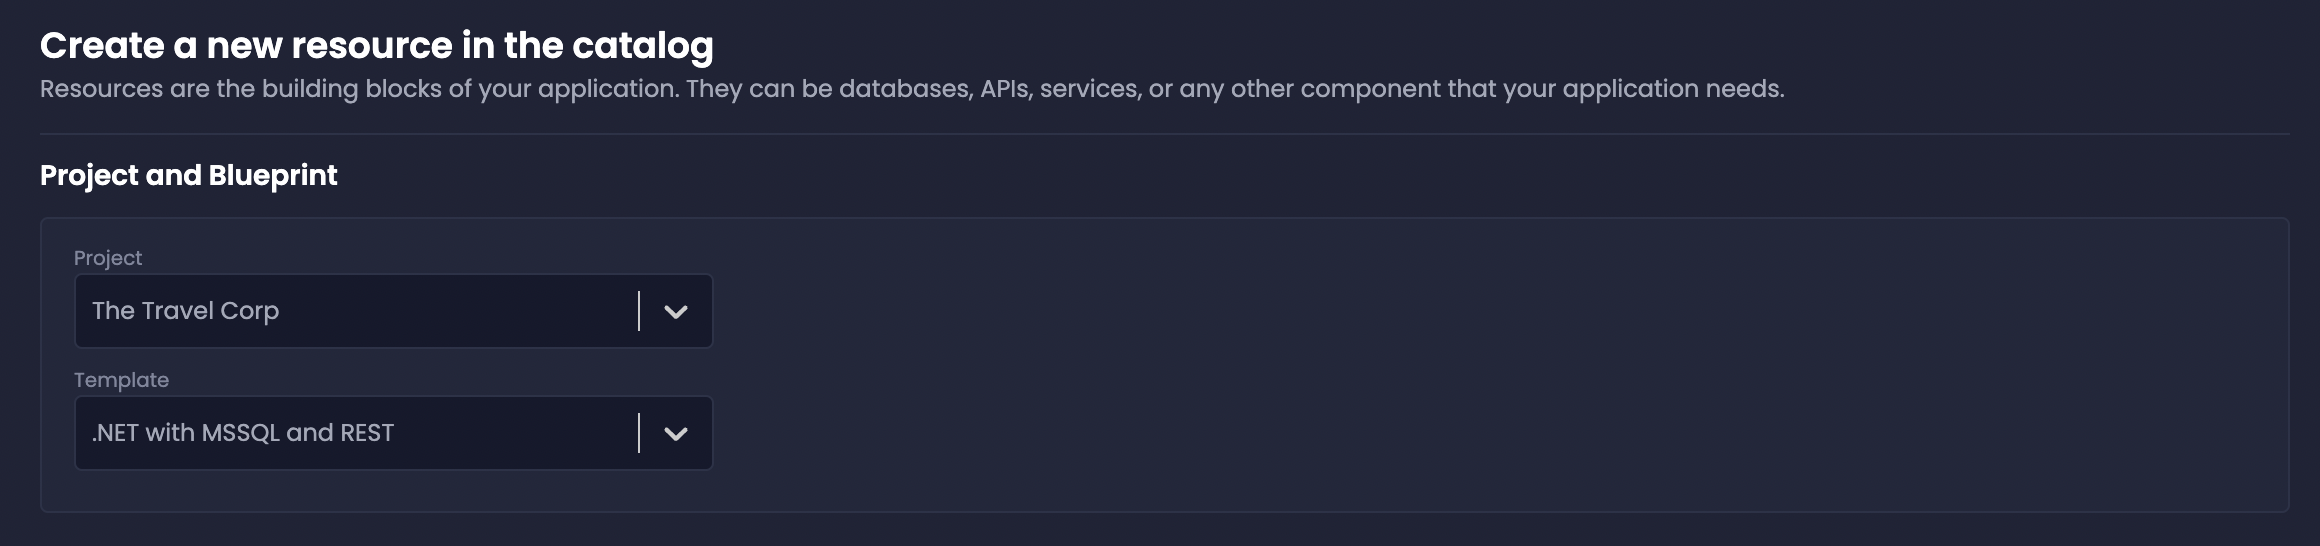 Create a new resource in the catalog
Resources are the building blocks of your application. They can be databases, APIs, services, or any other component that your application needs.
Project and Blueprint
Project
The Travel Corp
Template
.NET with MSSQL and REST